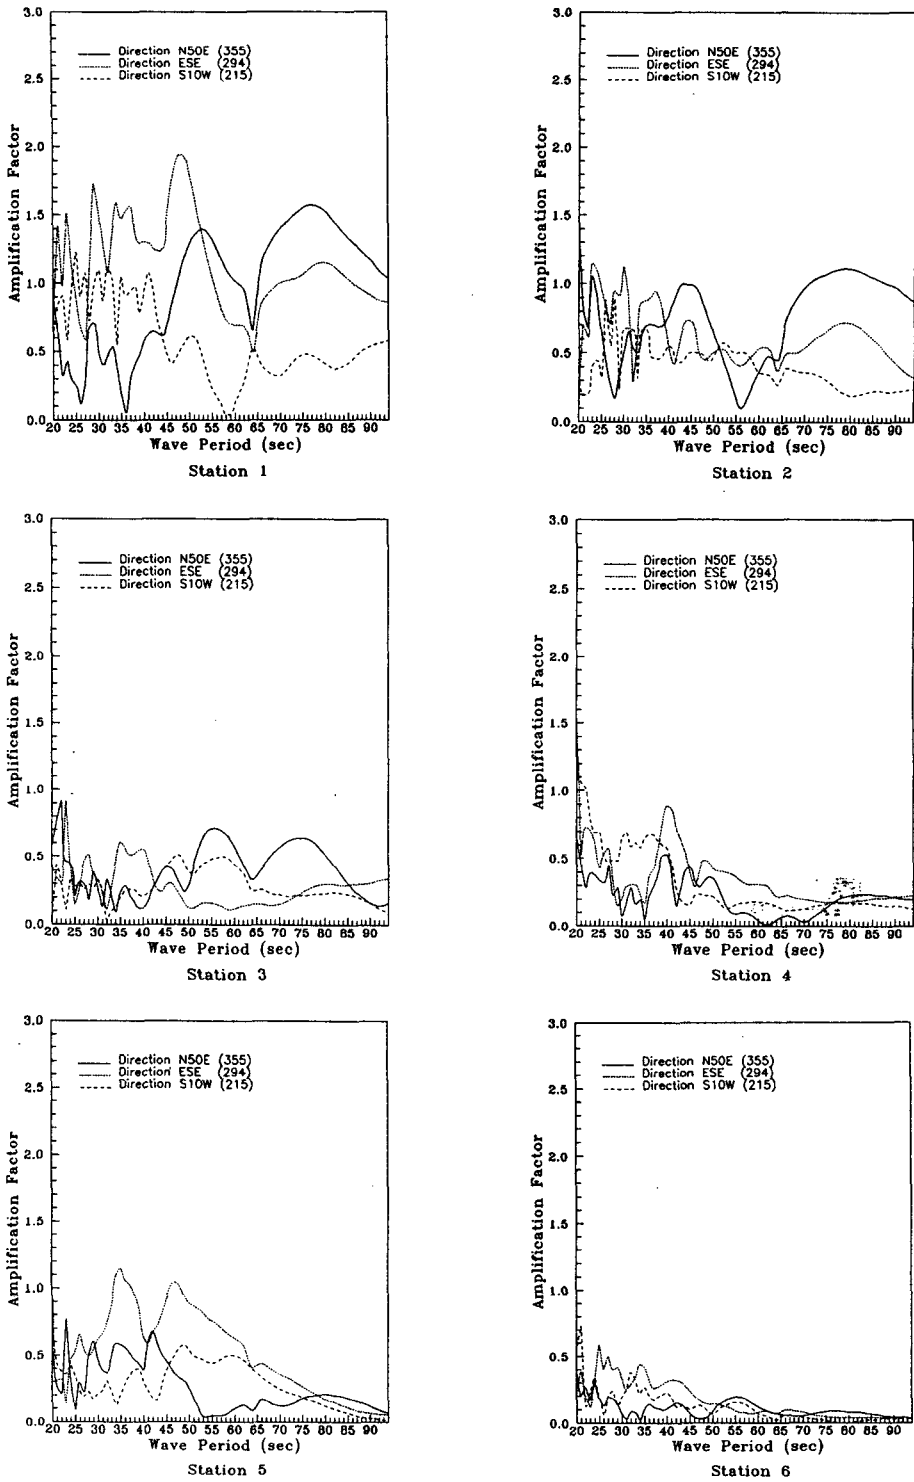 3.0
2.5
2.0
1.5
1.0
0.5
0.0
Amplification Factor
Direction N50E (355)
Direction ESE (294)
Direction S10W (215)
20 25 30 35 40 45 50 55 60 65 70 75 80 85 90
Wave Period (sec)
Station 1
3.0
2.5
2.0
1.5
1.0
0.5
0.0
Amplification Factor
Direction N50E (355)
Direction ESE (294)
Direction S10W (215)
20 25 30 35 40 45 50 55 60 65 70 75 80 85 90
Wave Period (sec)
Station 2
3.0
2.5
2.0
1.5
1.0
0.5
0.0
Amplification Factor
Direction N50E (355)
Direction ESE (294)
Direction S10W (215)
20 25 30 35 40 45 50 55 60 65 70 75 80 85 90
Wave Period (sec)
Station 3
3.0
2.5
2.0
1.5
1.0
0.5
0.0
Amplification Factor
Direction N50E (355)
Direction ESE (294)
Direction S10W (215)
20 25 30 35 40 45 50 55 60 65 70 75 80 85 90
Wave Period (sec)
Station 4
3.0
2.5
2.0
1.5
1.0
0.5
0.0
Amplification Factor
Direction N50E (355)
Direction ESE (294)
Direction S10W (215)
20 25 30 35 40 45 50 55 60 65 70 75 80 85 90
Wave Period (sec)
Station 5
3.0
2.5
2.0
1.5
1.0
0.5
0.0
Amplification Factor
Direction N50E (355)
Direction ESE (294)
Direction S10W (215)
20 25 30 35 40 45 50 55 60 65 70 75 80 85 90
Wave Period (sec)
Station 6